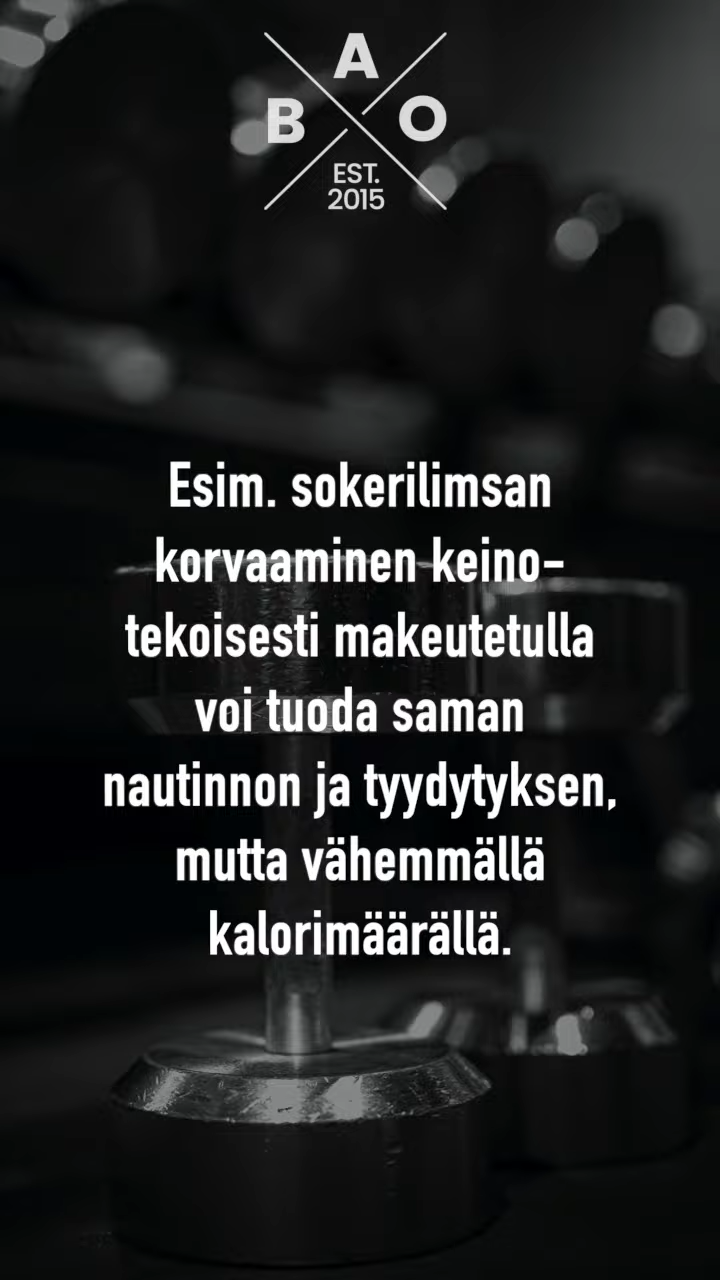 A
B O
EST.
2015
Esim. sokerilimsan
korvaaminen keino-
tekoisesti makeutetulla
voi tuoda saman
nautinnon ja tyydytyksen,
mutta vähemmällä
kalorimäärällä.